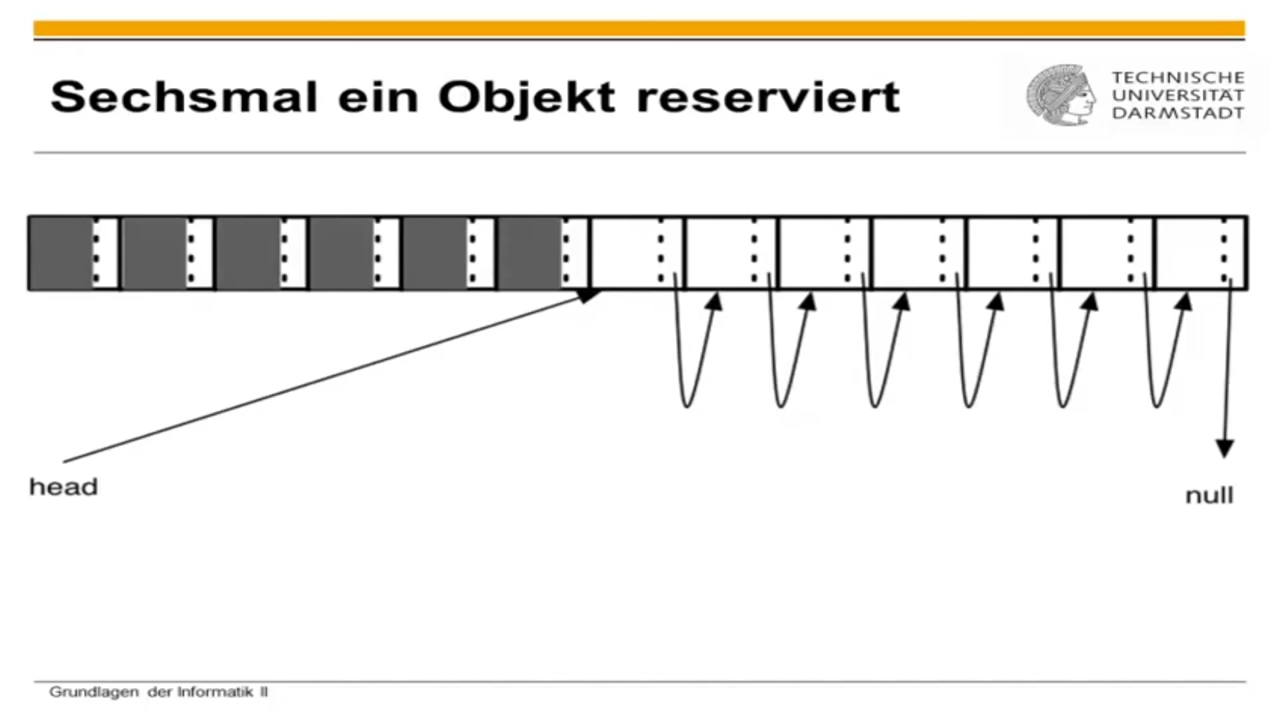 Sechsmal ein Objekt reserviert
TECHNISCHE
UNIVERSITÄT
DARMSTADT
head
null
Grundlagen der Informatik II